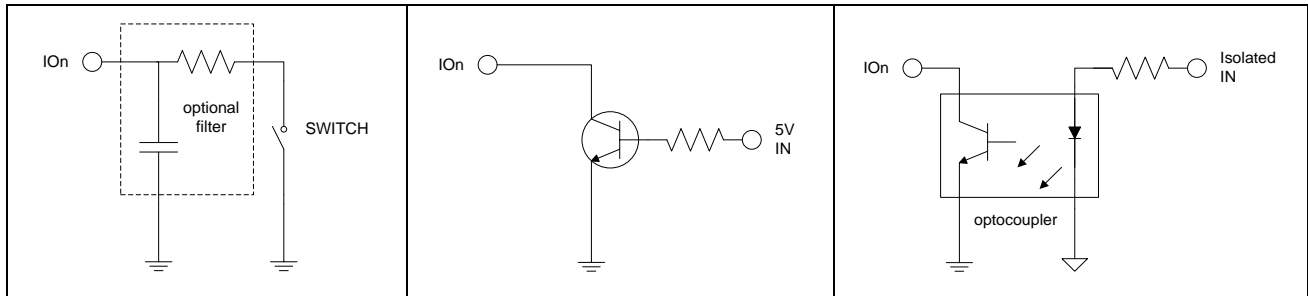 IOn
optional
filter
SWITCH
IOn
5V
IN
IOn
Isolated
IN
optocoupler